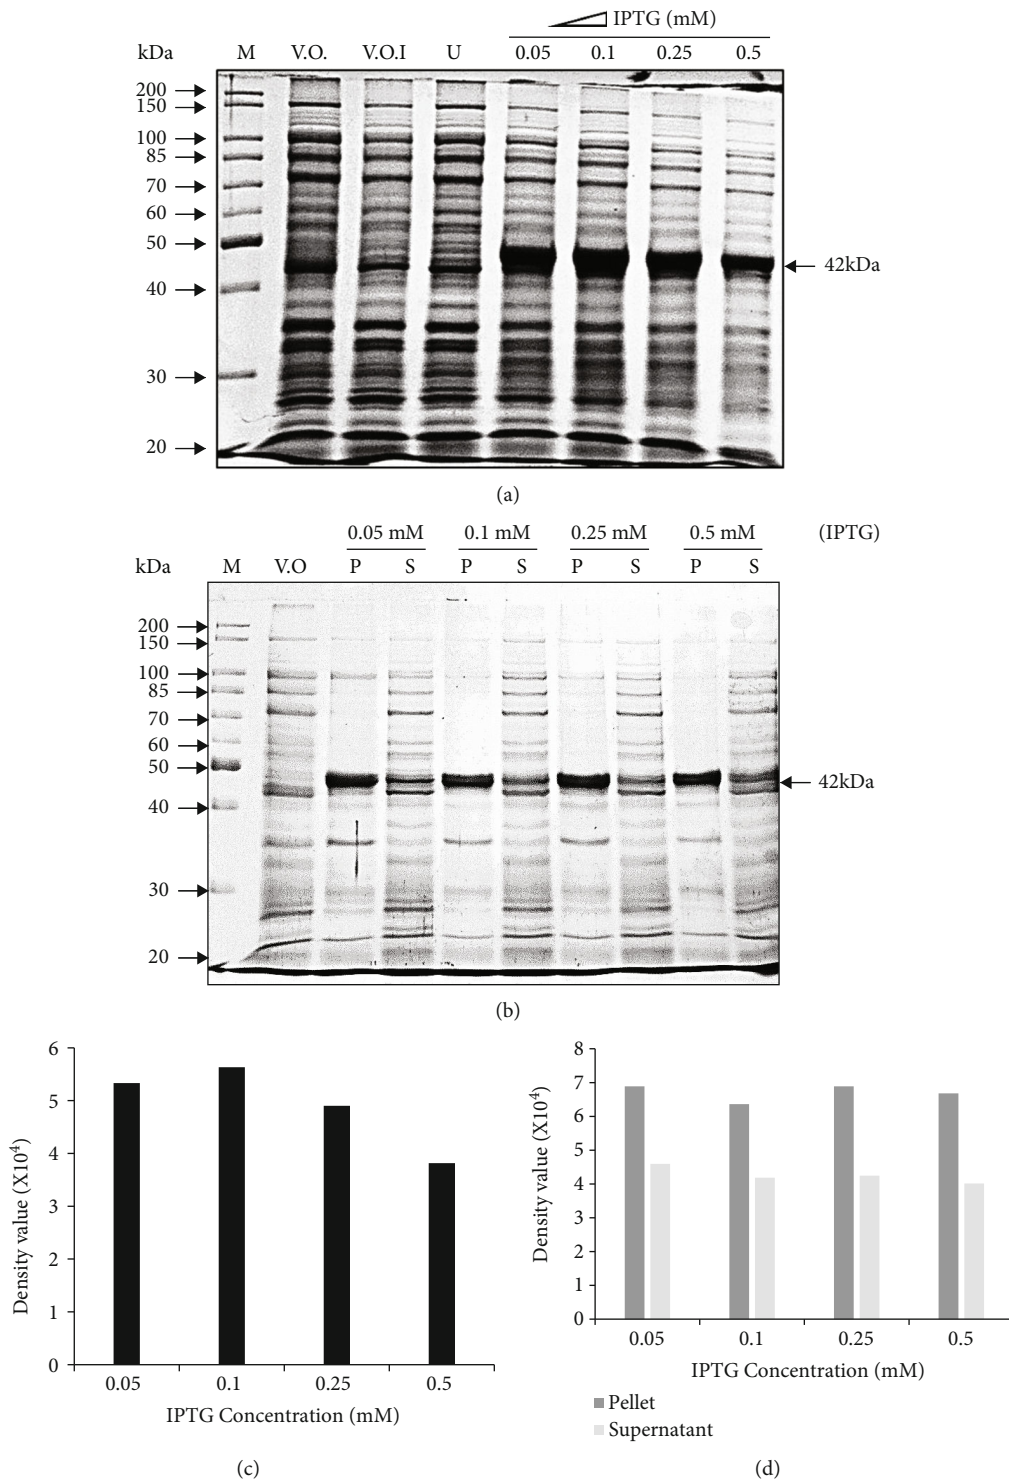 IPTG (mM)
kDa M V.O. V.O.I U 0.05 0.1 0.25 0.5
200
150
100
85
70
60
50
42kDa
40
30
20
(a)
0.05 mM 0.1 mM 0.25 mM 0.5 mM (IPTG)
kDa M V.O P S P S P S P S
200
150
100
85
70
60
50
42kDa
40
30
20
(b)
6
5
4
3
2
1
0
Density value (X10⁴)
0.05 0.1 0.25 0.5
IPTG Concentration (mM)
(c)
8
7
6
5
4
3
2
1
0
Density value (X10⁴)
0.05 0.1 0.25 0.5
IPTG Concentration (mM)
Pellet
Supernatant
(d)